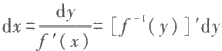 dx = dy / f′(x) = [f⁻¹(y)]′dy